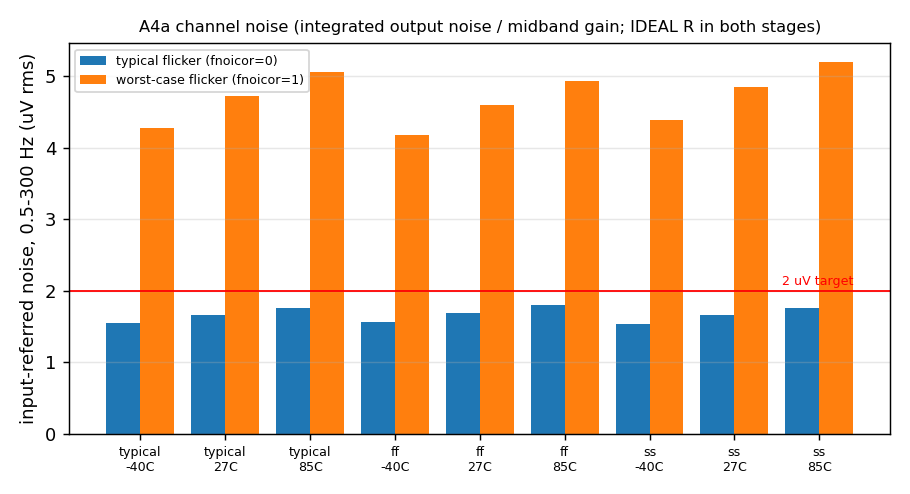 A4a channel noise (integrated output noise / midband gain; IDEAL R in both stages)
input-referred noise, 0.5-300 Hz (uV rms)
typical flicker (fnoicor=0)
worst-case flicker (fnoicor=1)
5
4
3
2
1
0
2 uV target
typical
-40C
typical
27C
typical
85C
ff
-40C
ff
27C
ff
85C
ss
-40C
ss
27C
ss
85C